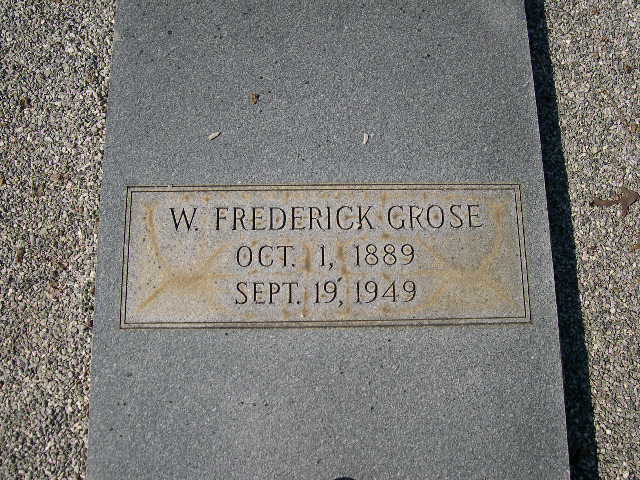 W. FREDERICK GROSE
OCT. 1, 1889
SEPT. 19, 1949